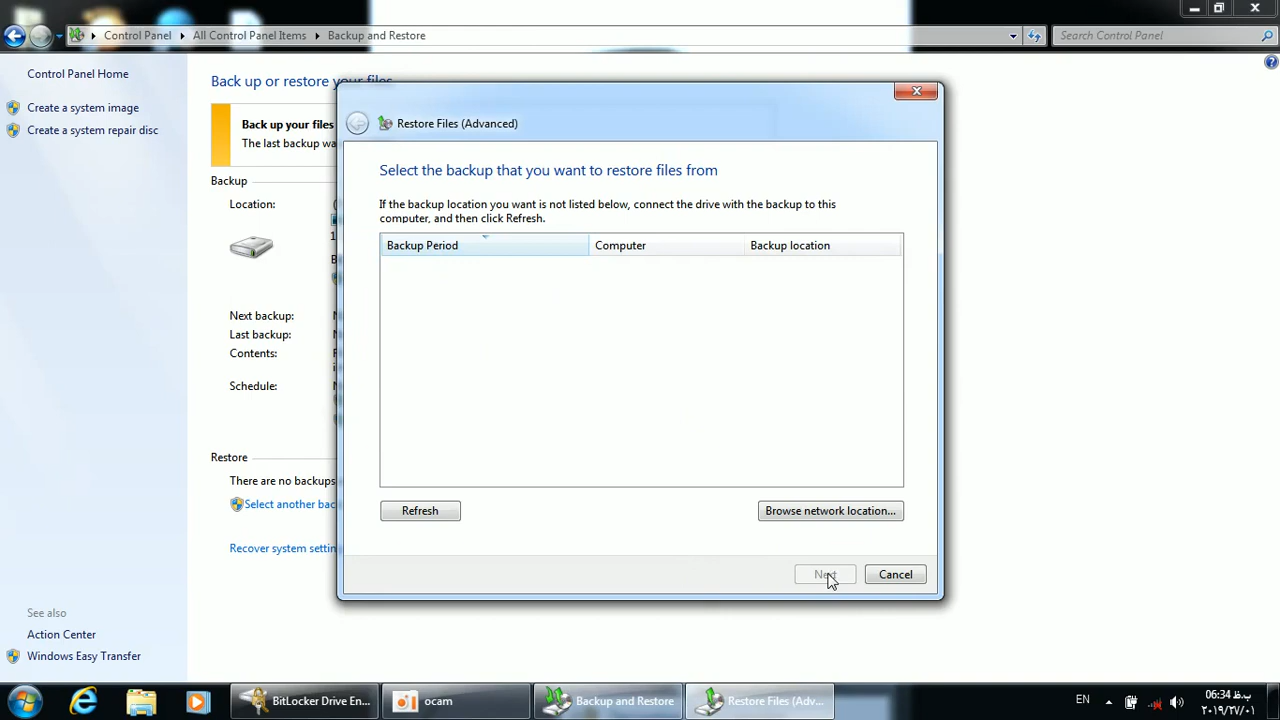 Control Panel
All Control Panel Items
Backup and Restore
Search Control Panel
Control Panel Home
Create a system image
Create a system repair disc
Back up or restore your files
Back up your files
The last backup
Backup
Location:
Next backup:
Last backup:
Contents:
Schedule:
Restore
There are no backups
Select another
Recover system
See also
Action Center
Windows Easy Transfer
Restore Files (Advanced)
Select the backup that you want to restore files from
If the backup location you want is not listed below, connect the drive with the backup to this
computer, and then click Refresh.
Backup Period
Computer
Backup location
Refresh
Browse network location...
Next
Cancel
BitLocker Drive En...
ocam
Backup and Restore
Restore Files (Adv...
EN
06:34 ب.ظ
۲۰۱۹/۲۷/۰۱